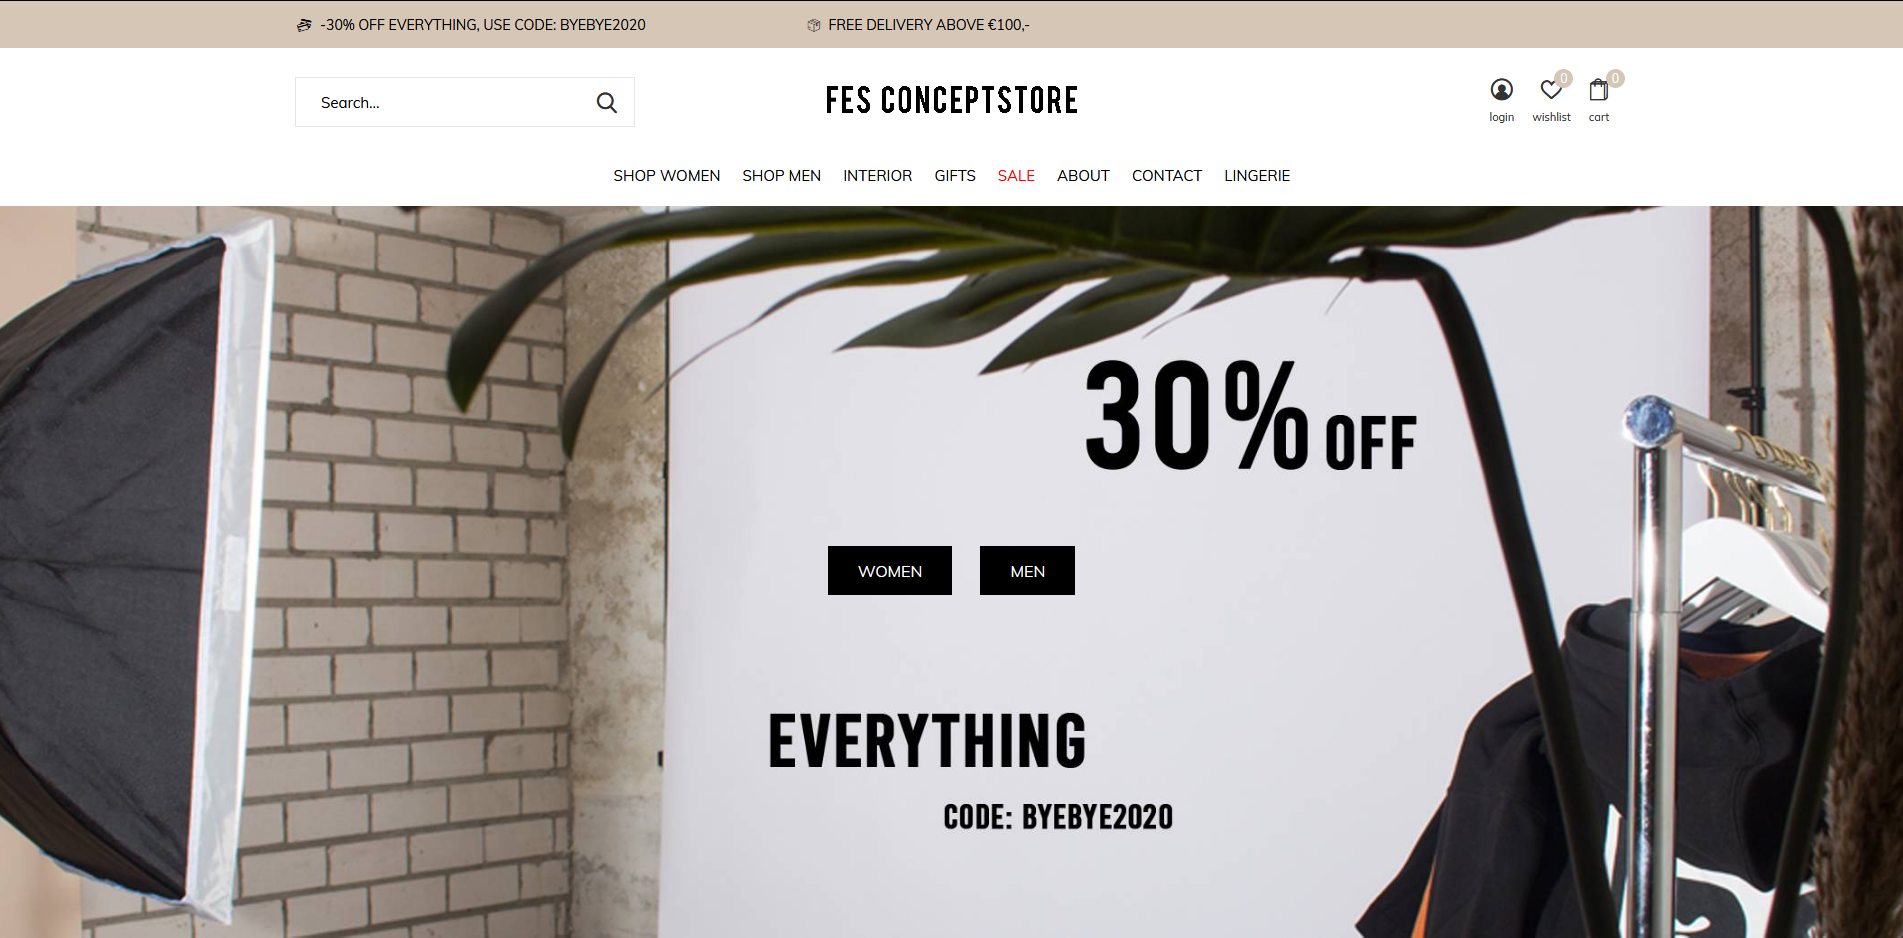 -30% OFF EVERYTHING, USE CODE: BYEBYE2020
FREE DELIVERY ABOVE €100,-
Search...
FES CONCEPTSTORE
0
0
login
wishlist
cart
SHOP WOMEN
SHOP MEN
INTERIOR
GIFTS
SALE
ABOUT
CONTACT
LINGERIE
30% OFF
WOMEN
MEN
EVERYTHING
CODE: BYEBYE2020